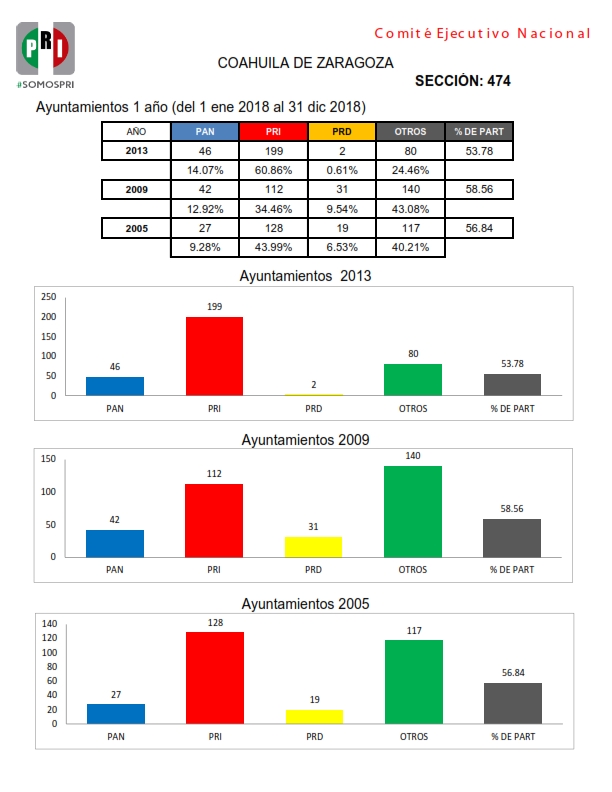 Comité Ejecutivo Nacional
PRI
#SOMOSPRI
COAHUILA DE ZARAGOZA
SECCIÓN: 474
Ayuntamientos 1 año (del 1 ene 2018 al 31 dic 2018)
AÑO PAN PRI PRD OTROS % DE PART
2013 46 199 2 80 53.78
14.07% 60.86% 0.61% 24.46%
2009 42 112 31 140 58.56
12.92% 34.46% 9.54% 43.08%
2005 27 128 19 117 56.84
9.28% 43.99% 6.53% 40.21%
Ayuntamientos 2013
250
200
150
100
50
0
46 199 2 80 53.78
PAN PRI PRD OTROS % DE PART
Ayuntamientos 2009
150
100
50
0
42 112 31 140 58.56
PAN PRI PRD OTROS % DE PART
Ayuntamientos 2005
140
120
100
80
60
40
20
0
27 128 19 117 56.84
PAN PRI PRD OTROS % DE PART